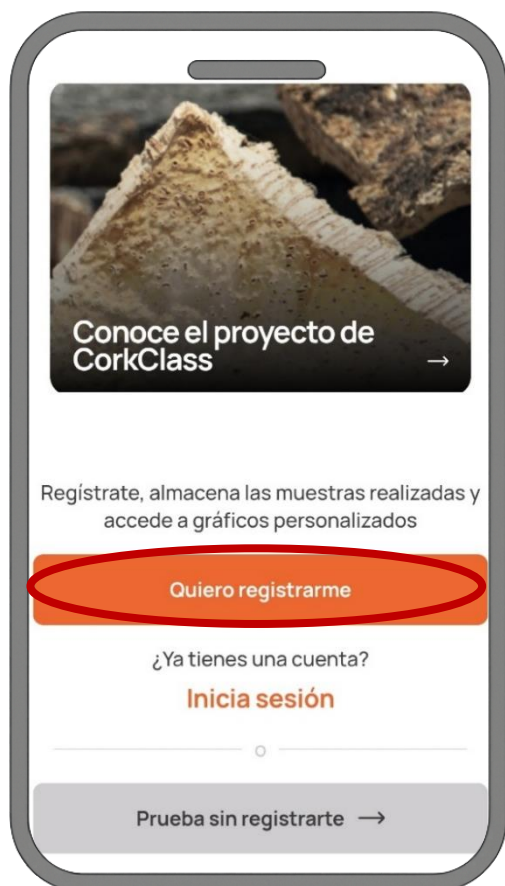 Conoce el proyecto de
CorkClass →
Regístrate, almacena las muestras realizadas y
accede a gráficos personalizados
Quiero registrarme
¿Ya tienes una cuenta?
Inicia sesión
o
Prueba sin registrarte →